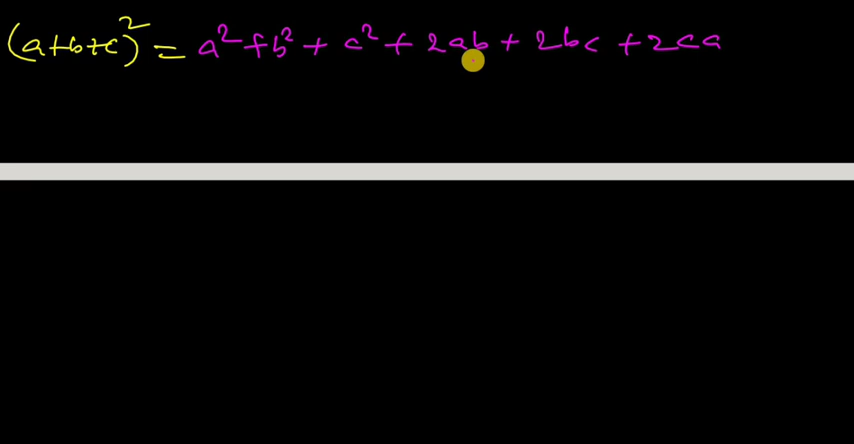 (a+b+c)² = a² + b² + c² + 2ab + 2bc + 2ca